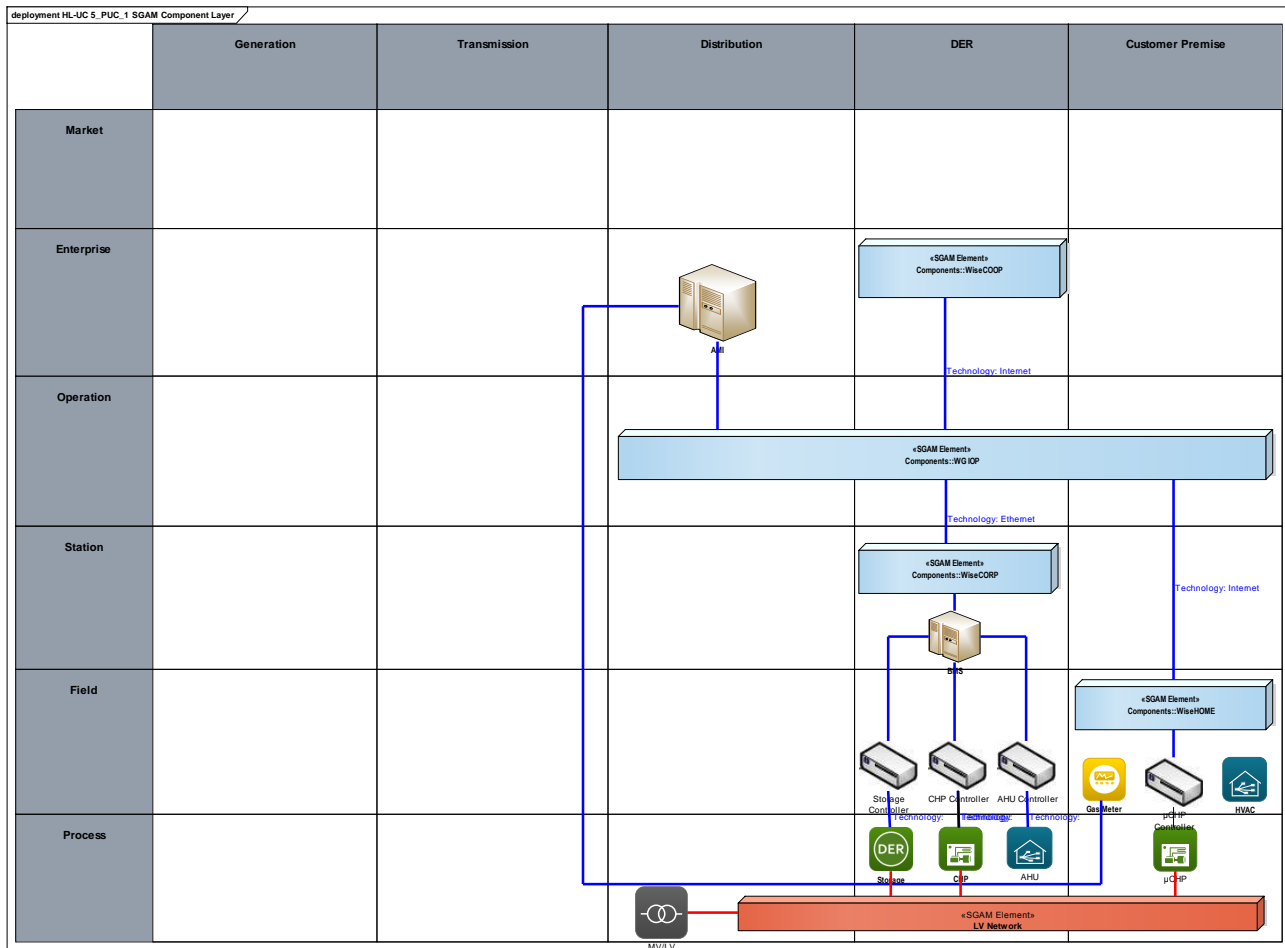 deployment HL-UC 5_PUC_1 SGAM Component Layer
Generation
Transmission
Distribution
DER
Customer Premise
Market
Enterprise
«SGAM Element»
Components::WiseCOOP
AMI
Technology: Internet
Operation
«SGAM Element»
Components::WG IOP
Technology: Ethernet
Station
«SGAM Element»
Components::WiseCORP
Technology: Internet
BMS
Field
«SGAM Element»
Components::WiseHOME
Storage
Controller
CHP Controller
AHU Controller
Gas Meter
µCHP
Controller
HVAC
Technology:
Technology:
Technology:
Process
DER
Storage
CHP
AHU
µCHP
«SGAM Element»
LV Network
MV/LV